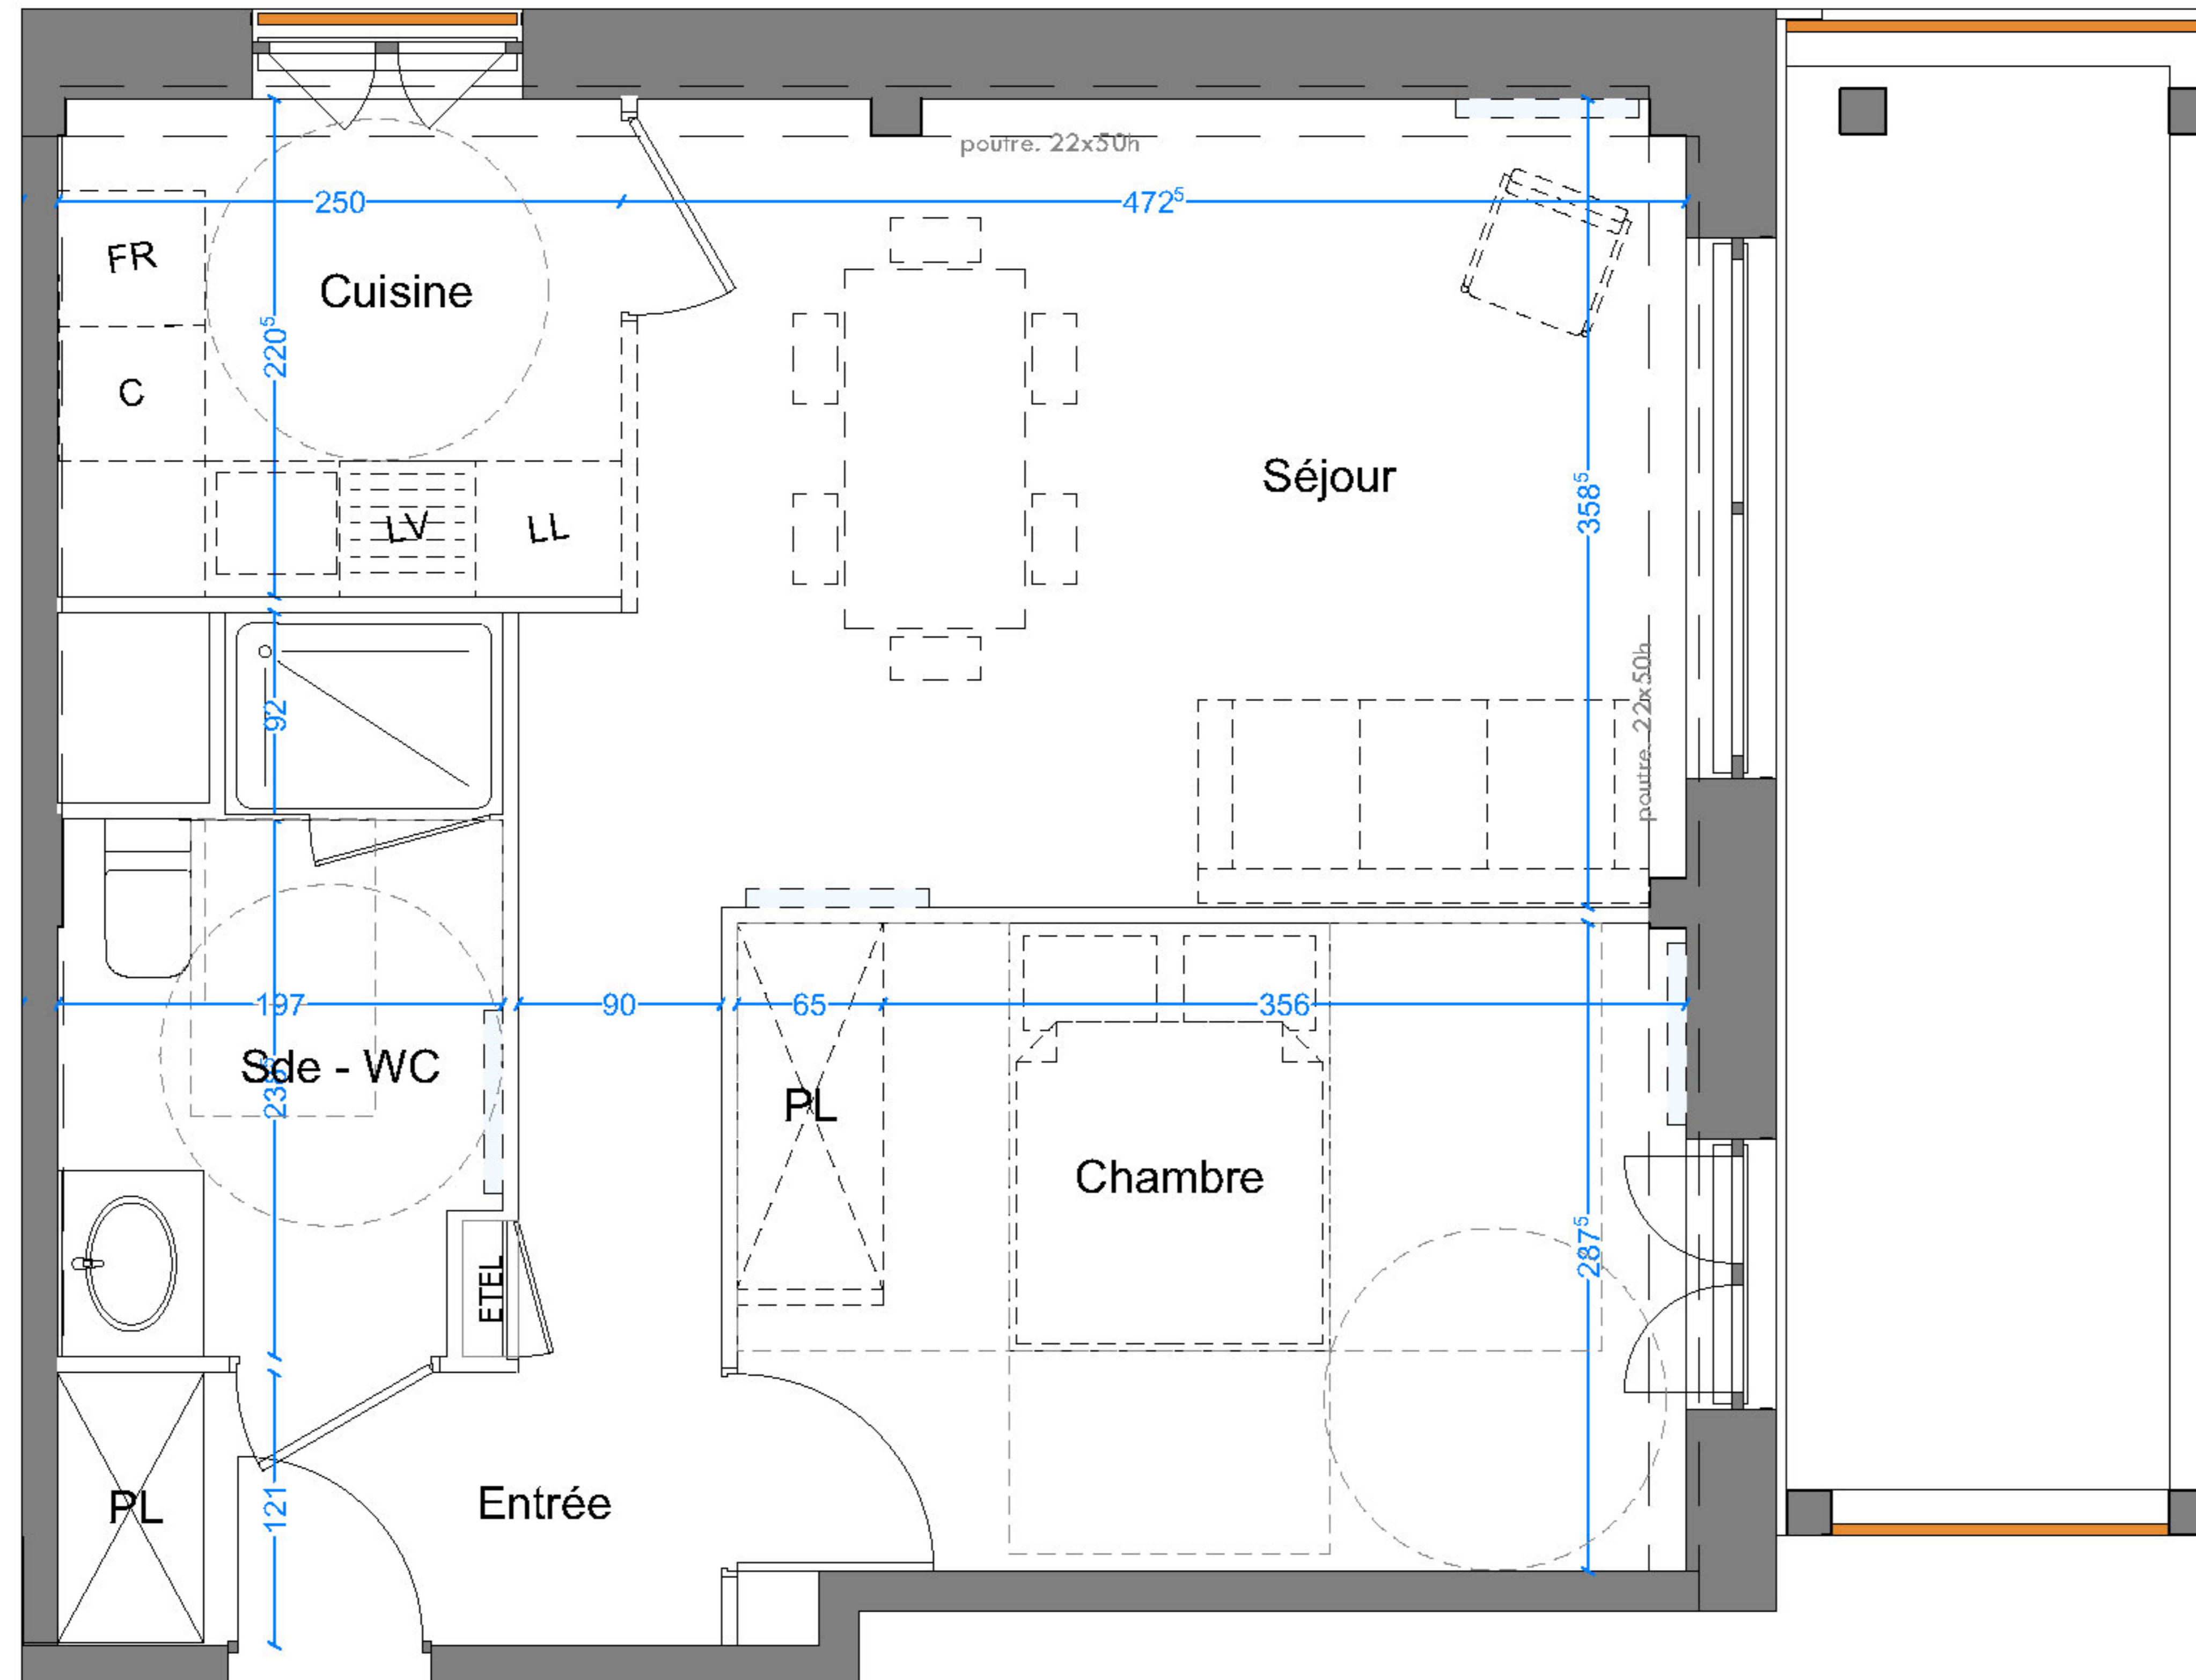 poutre. 22x50h
250
472⁵
FR
Cuisine
220⁵
C
Séjour
358⁵
LV
LL
poutre. 22x50h
92
197
90
65
356
Sde - WC
235⁵
PL
Chambre
287⁵
ETEL
PL
121
Entrée